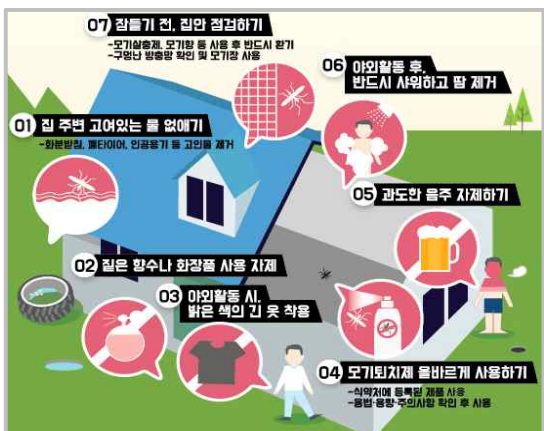 01 집 주변 고여있는 물 없애기
-화분받침, 폐타이어, 인공용기 등 고인물 제거
02 짙은 향수나 화장품 사용 자제
03 야외활동 시,
밝은 색의 긴 옷 착용
04 모기퇴치제 올바르게 사용하기
-식약처에 등록된 제품 사용
-용법·용량·주의사항 확인 후 사용
05 과도한 음주 자제하기
06 야외활동 후,
반드시 샤워하고 땀 제거
07 잠들기 전, 집안 점검하기
-모기살충제, 모기향 등 사용 후 반드시 환기
-구멍난 방충망 확인 및 모기장 사용